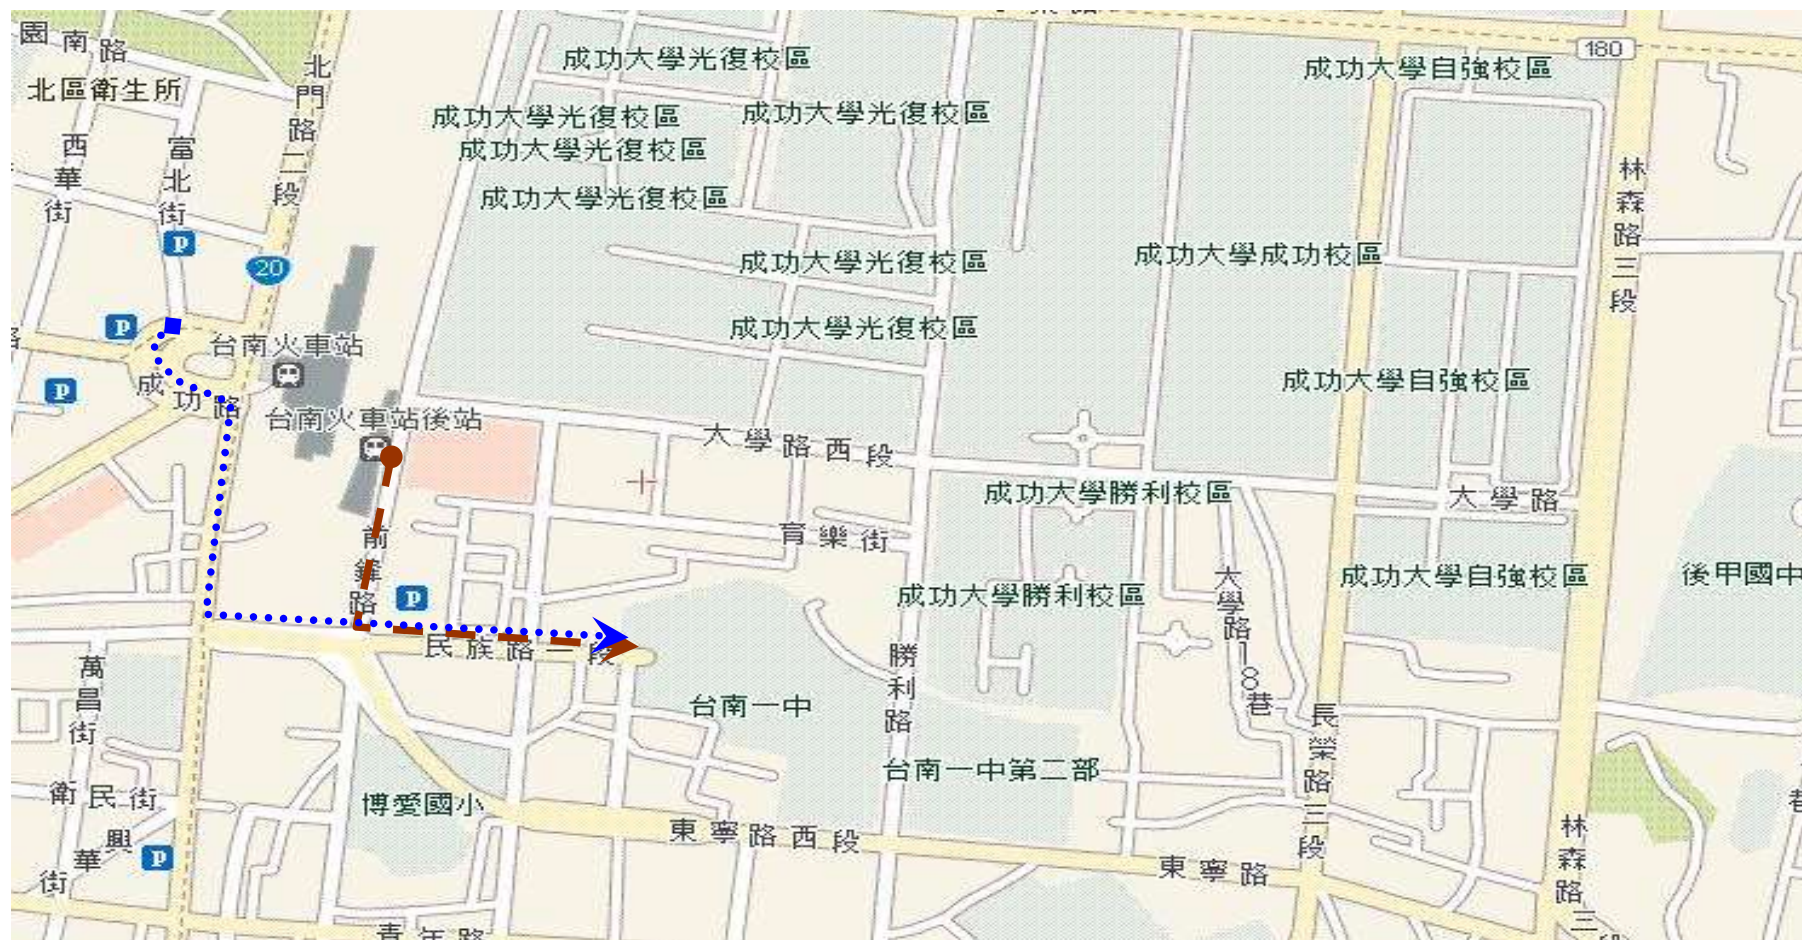 園南路
北區衛生所
北門路二段
西華街
富北街
P
20
P
P
台南火車站
成功路
台南火車站後站
前鋒路
P
民族路一段
成功大學光復校區
成功大學光復校區
成功大學光復校區
成功大學光復校區
成功大學光復校區
成功大學光復校區
成功大學光復校區
成功大學自強校區
180
林森路三段
成功大學成功校區
成功大學自強校區
大學路西段
成功大學勝利校區
大學路
育樂街
成功大學勝利校區
大學路18巷
成功大學自強校區
後甲國中
勝利路
台南一中
長榮路三段
台南一中第二部
萬昌街
衛民街
博愛國小
東寧路西段
東寧路
林森路二段
興華街
P
青年路
巷